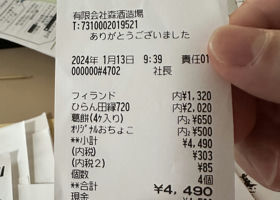 有限会社森酒造場
T:7310002019521
ありがとうございました
2024年 1月13日 9:39 責任01
000000#4702 社長
フィランド 内¥1,320
ひらん田縁720 内¥2,020
葛餅(4ヶ入り) 内¥650
ｵﾘｼﾞﾅﾙおちょこ 内¥500
**小計 ¥4,490
(内税) ¥303
(内税2) ¥85
個数 4個
**合計 ¥4,490
現金